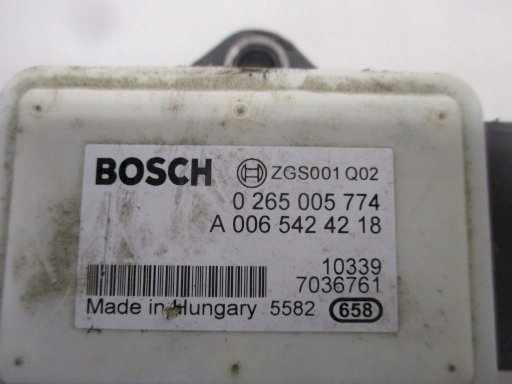 BOSCH ZGS001 Q02
0 265 005 774
A 006 542 42 18
10339
7036761
Made in Hungary 5582 658